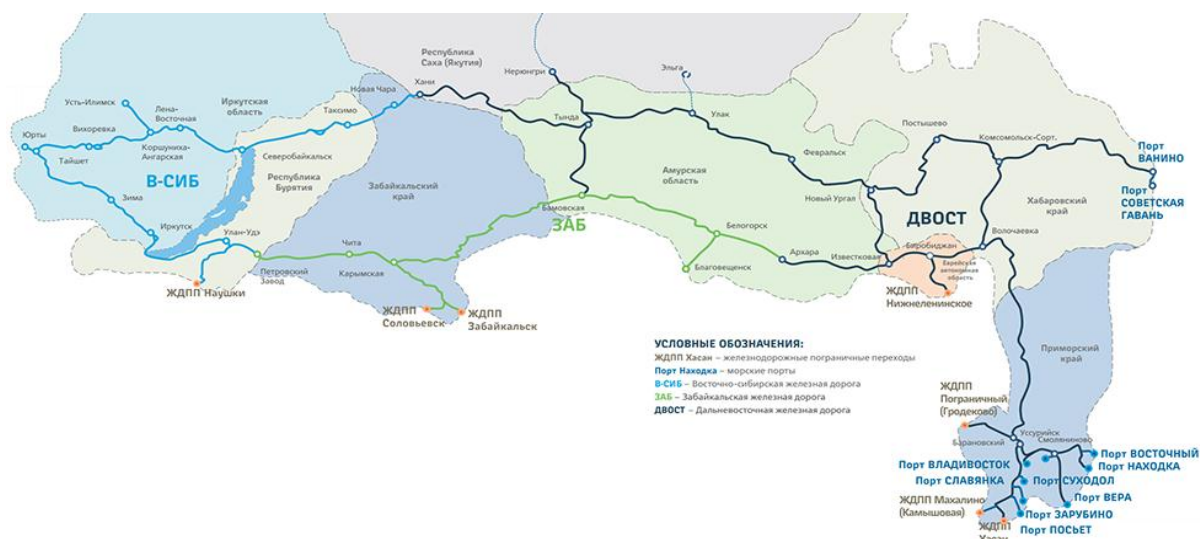 Республика
Саха (Якутия)
Нерюнгри
Эльга
Хани
Новая Чара
Таксимо
Иркутская
область
Усть-Илимск
Лена-
Восточная
Вихоревка
Юрты
Тайшет
Коршуниха-
Ангарская
Северобайкальск
В-СИБ
Республика
Бурятия
Зима
Иркутск
Улан-Удэ
ЖДПП Наушки
Петровский
Завод
Забайкальский
край
Чита
Карымская
ЖДПП
Соловьевск
ЖДПП
Забайкальск
Тында
Улак
Февральск
Амурская
область
Бамовская
ЗАБ
Белогорск
Благовещенск
Архара
Известковая
Новый Ургал
Постышево
Комсомольск-Сорт.
ДВОСТ
Хабаровский
край
Волочаевка
Биробиджан
Еврейская
автономная
область
ЖДПП
Нижнеленинское
Порт
ВАНИНО
Порт
СОВЕТСКАЯ
ГАВАНЬ
УСЛОВНЫЕ ОБОЗНАЧЕНИЯ:
ЖДПП Хасан – железнодорожные пограничные переходы
Порт Находка – морские порты
В-СИБ – Восточно-сибирская железная дорога
ЗАБ – Забайкальская железная дорога
ДВОСТ – Дальневосточная железная дорога
Приморский
край
ЖДПП
Пограничный
(Гродеково)
Барановский
Уссурийск
Смоляниново
Порт ВОСТОЧНЫЙ
Порт НАХОДКА
Порт ВЛАДИВОСТОК
Порт СУХОДОЛ
Порт СЛАВЯНКА
Порт ВЕРА
ЖДПП Махалино
(Камышовая)
Порт ЗАРУБИНО
ЖДПП
Хасан
Порт ПОСЬЕТ